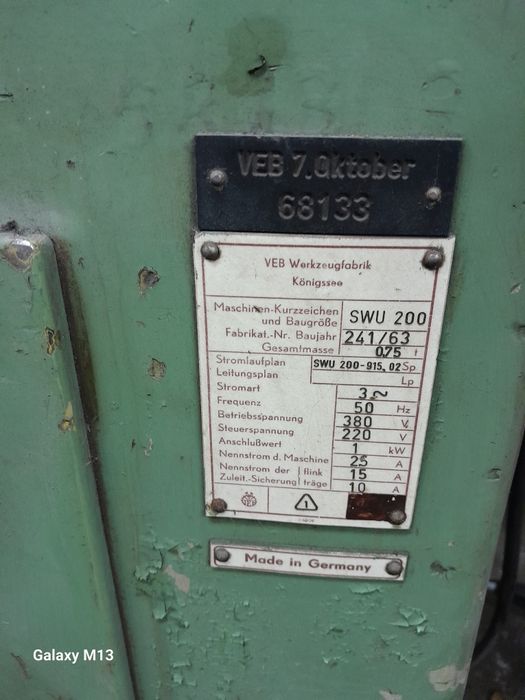 VEB 7. Oktober
68133
VEB Werkzeugfabrik
Königssee
Maschinen-Kurzzeichen
und Baugröße SWU 200
Fabrikat.-Nr. Baujahr 241/63
Gesamtmasse 0,75 t
Stromlaufplan SWU 200-915.02 Sp
Leitungsplan Lp
Stromart 3~
Frequenz 50 Hz
Betriebsspannung 380 V
Steuerspannung 220 V
Anschlußwert 1 kW
Nennstrom d. Maschine 25 A
Nennstrom der flink 15 A
Zuleit.-Sicherung träge 10 A
VEB 1
Made in Germany
Galaxy M13